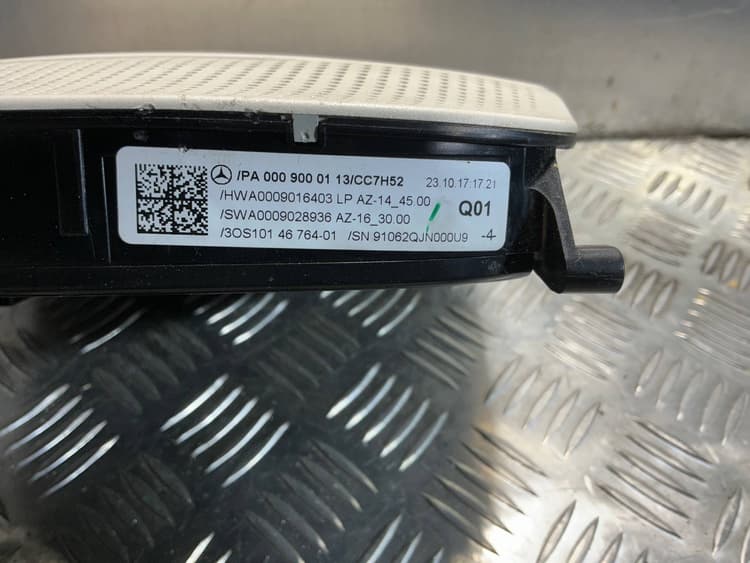 /PA 000 900 01 13/CC7H52 23.10.17:17:21
/HWA0009016403 LP AZ-14_45.00
/SWA0009028936 AZ-16_30.00 Q01
/3OS101 46 764-01 /SN 91062QJN000U9 -4-